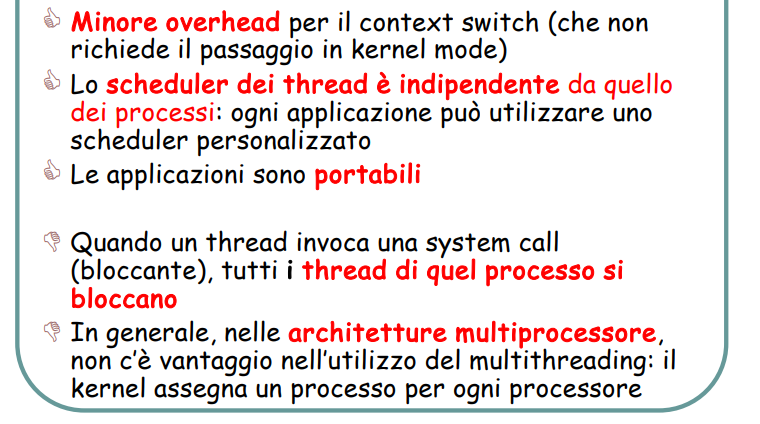 Minore overhead per il context switch (che non
richiede il passaggio in kernel mode)
Lo scheduler dei thread è indipendente da quello
dei processi: ogni applicazione può utilizzare uno
scheduler personalizzato
Le applicazioni sono portabili
Quando un thread invoca una system call
(bloccante), tutti i thread di quel processo si
bloccano
In generale, nelle architetture multiprocessore,
non c'è vantaggio nell'utilizzo del multithreading: il
kernel assegna un processo per ogni processore